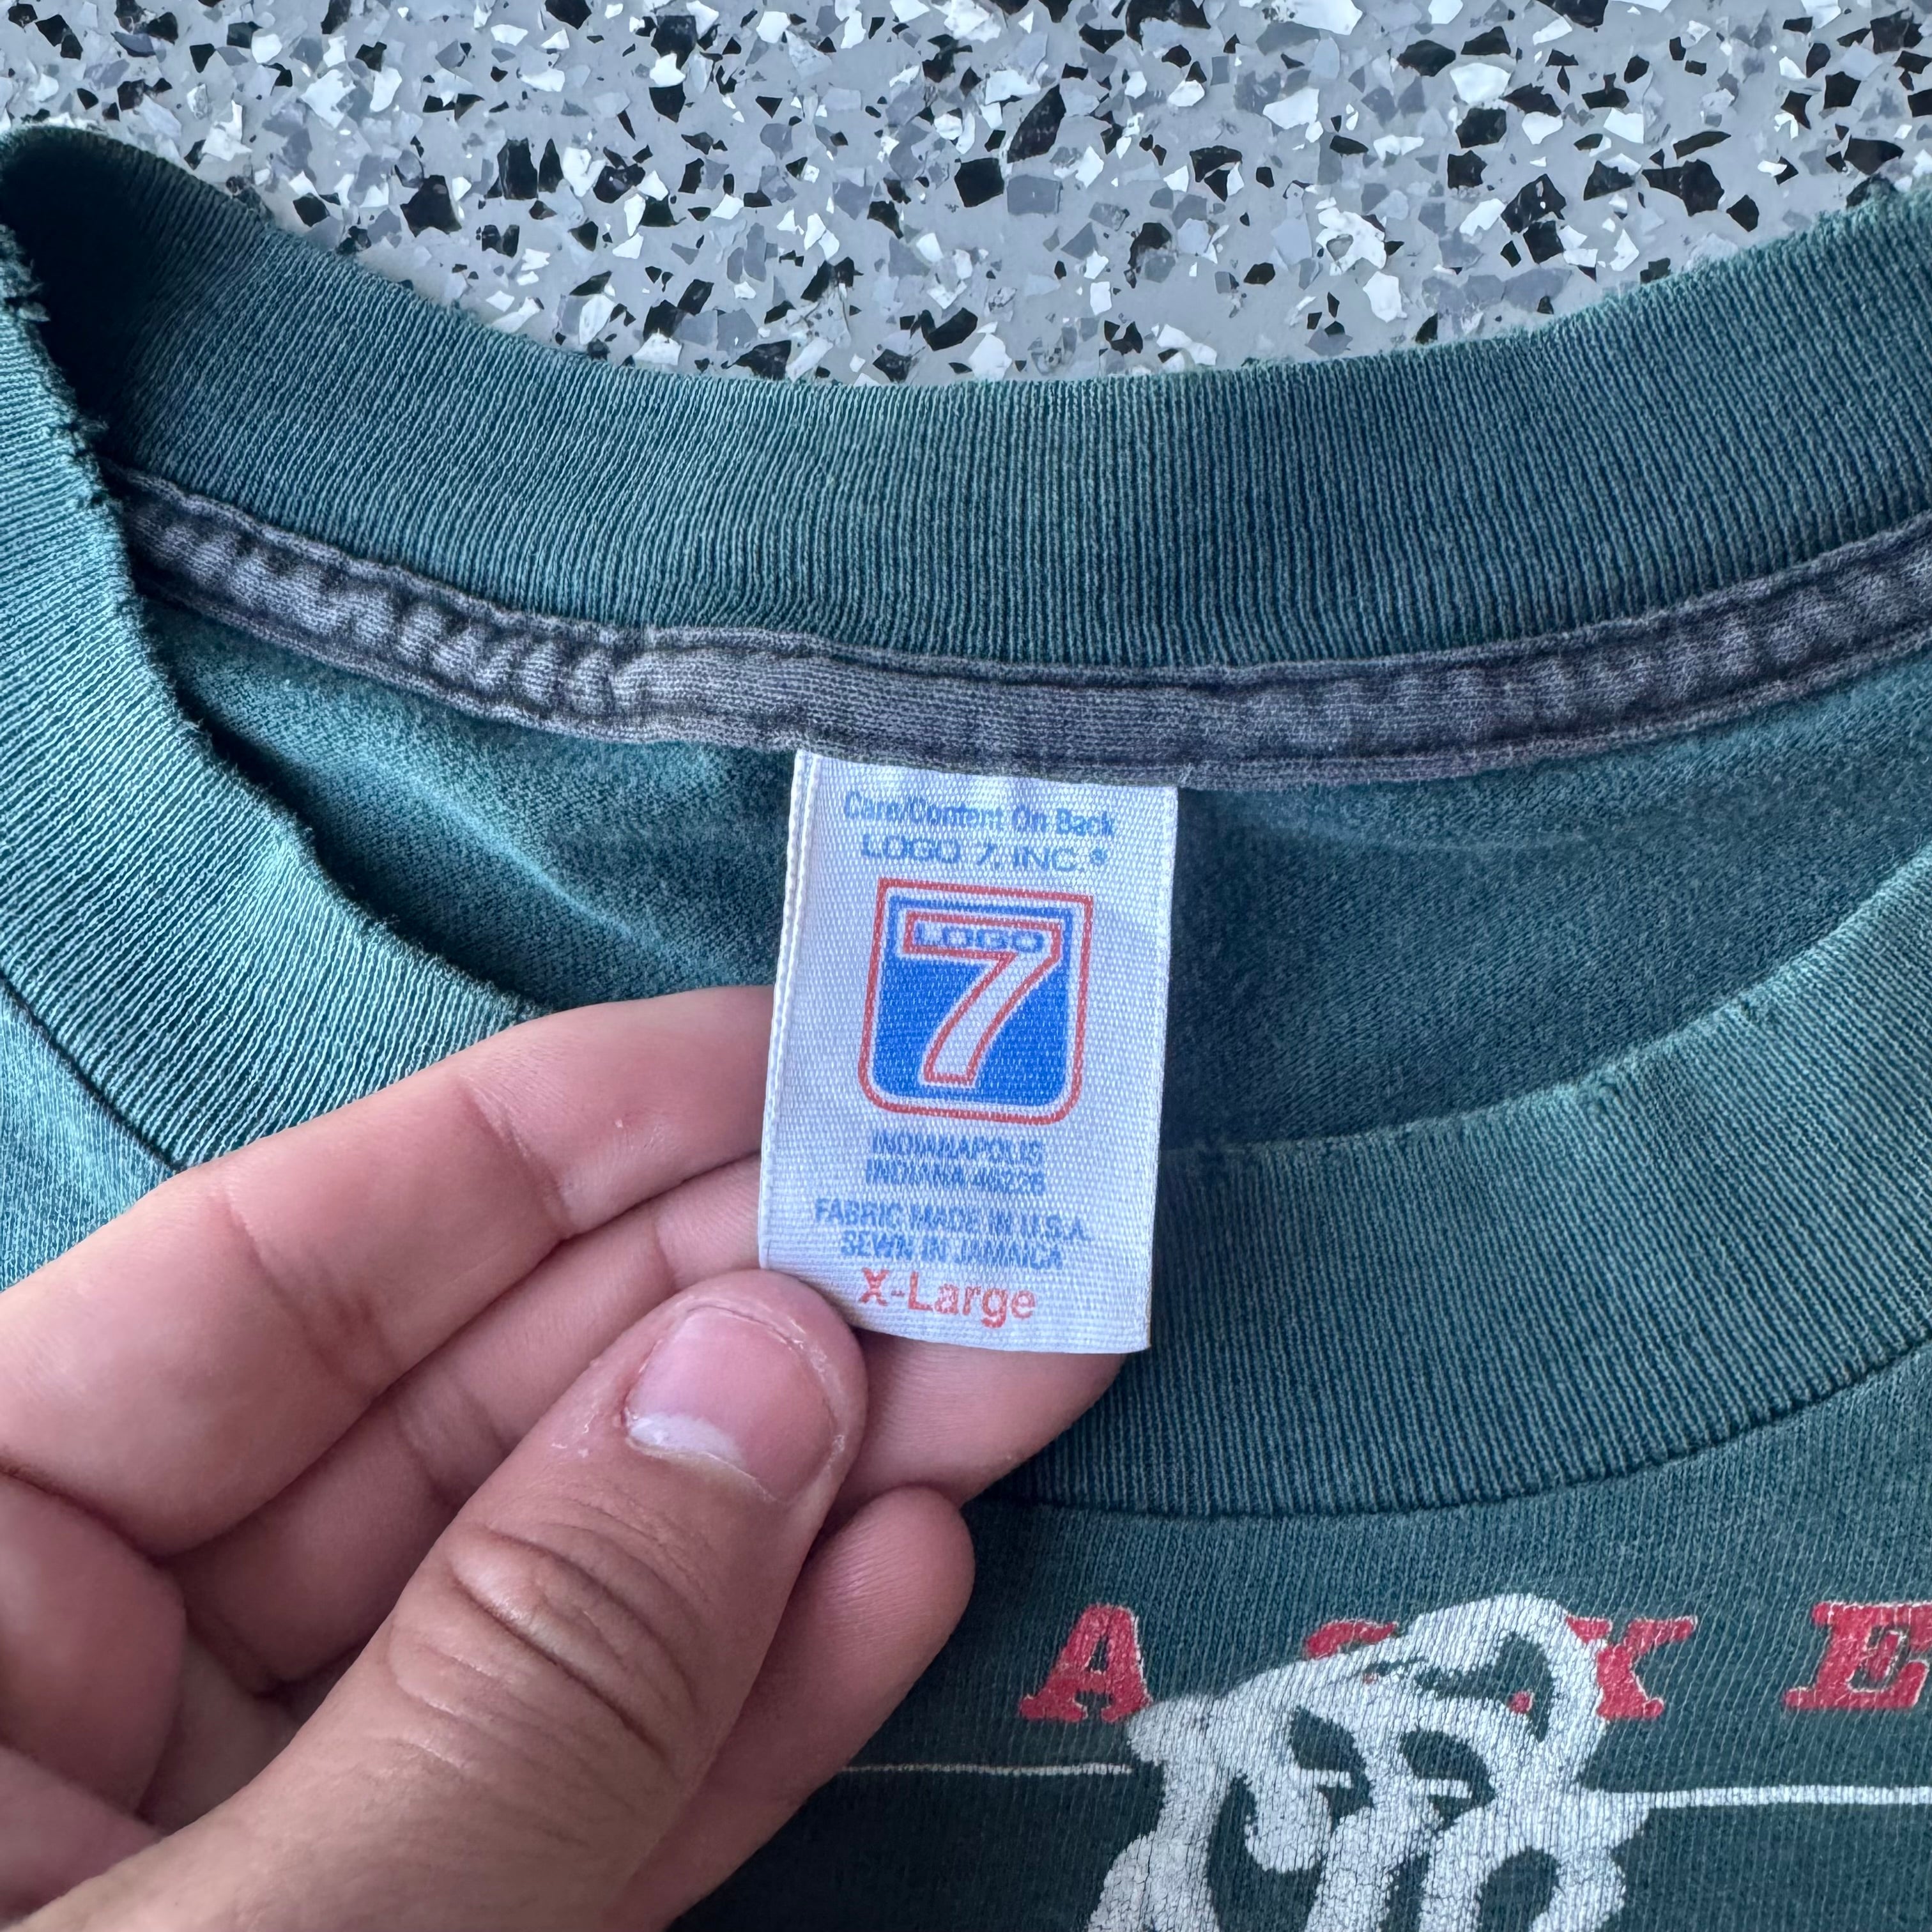 Care/Content On Back
LOGO 7, INC.®
LOGO
7
INDIANAPOLIS
INDIANA 46226
FABRIC MADE IN U.S.A
SEWN IN JAMAICA
X-Large
A S K E